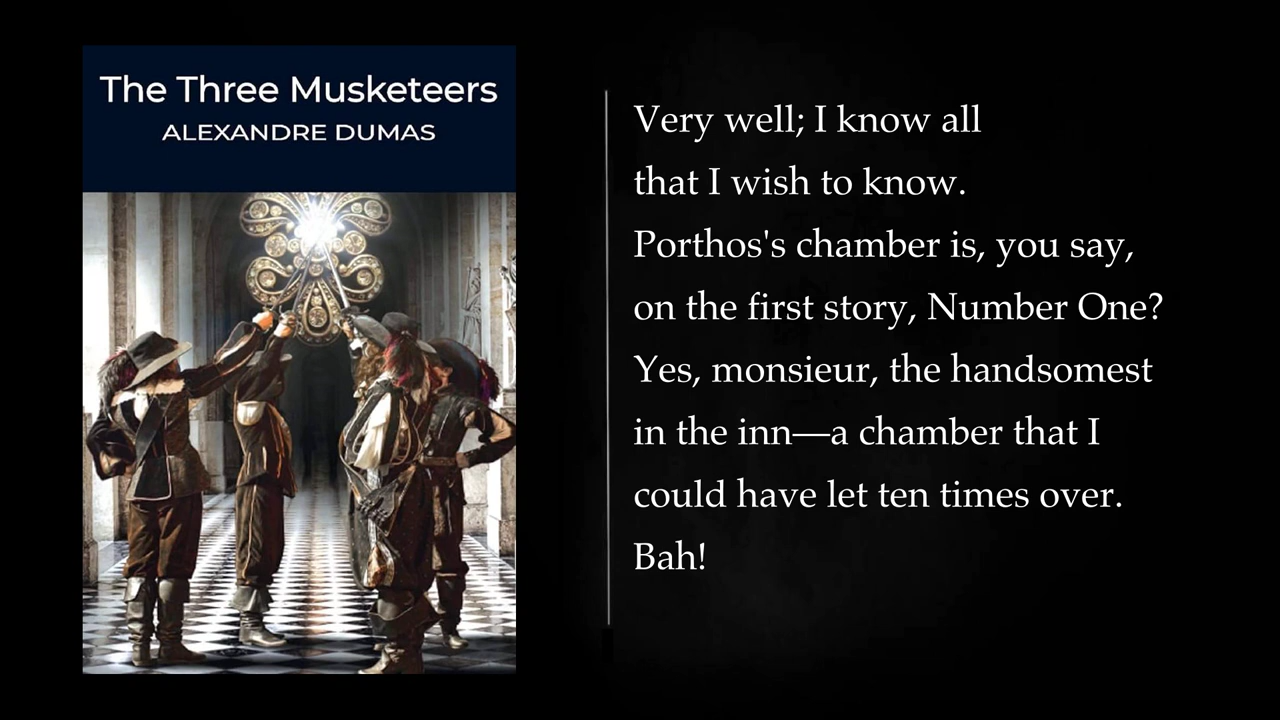 The Three Musketeers
ALEXANDRE DUMAS
Very well; I know all
that I wish to know.
Porthos's chamber is, you say,
on the first story, Number One?
Yes, monsieur, the handsomest
in the inn—a chamber that I
could have let ten times over.
Bah!